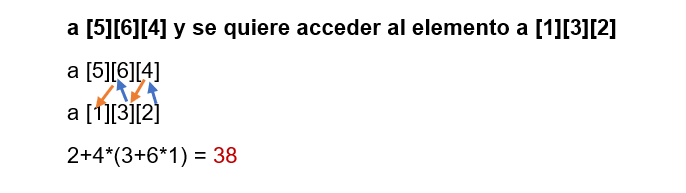 a [5][6][4] y se quiere acceder al elemento a [1][3][2]
a [5][6][4]
a [1][3][2]
2+4*(3+6*1) = 38